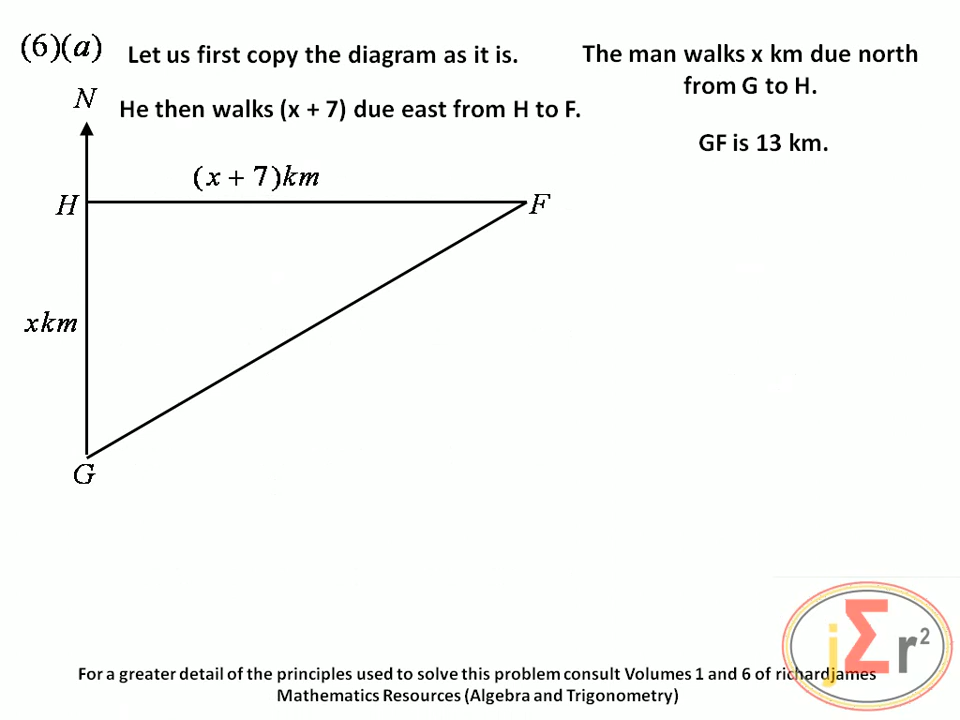 (6)(a) Let us first copy the diagram as it is.
The man walks x km due north
from G to H.
N
He then walks (x + 7) due east from H to F.
GF is 13 km.
(x + 7)km
H
F
xkm
G
jΣr²
For a greater detail of the principles used to solve this problem consult Volumes 1 and 6 of richardjames
Mathematics Resources (Algebra and Trigonometry)